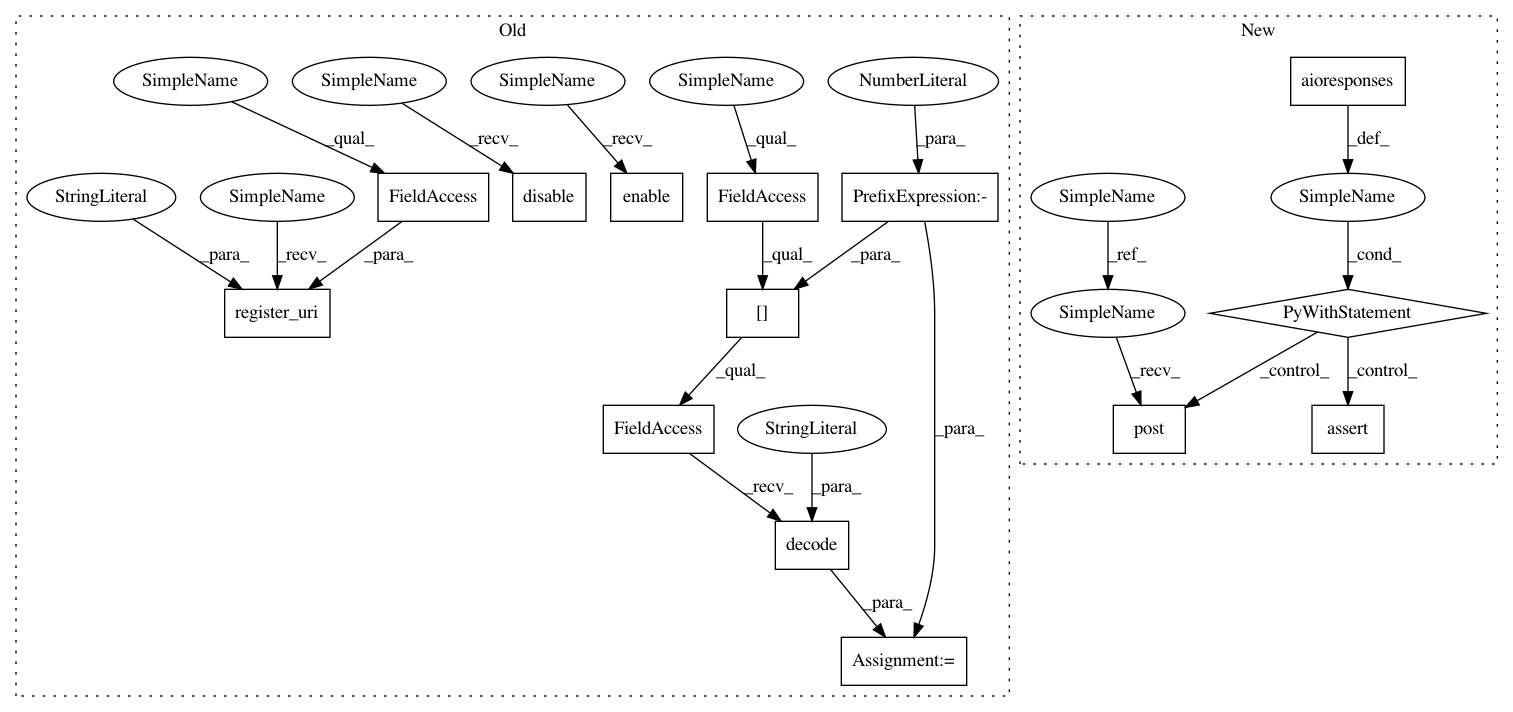 Old
New
SimpleName
SimpleName
SimpleName
SimpleName
NumberLiteral
aioresponses
_qual_
_recv_
_recv_
_qual_
_para_
_def_
StringLiteral
SimpleName
FieldAccess
disable
enable
FieldAccess
PrefixExpression:-
SimpleName
SimpleName
_para_
_recv_
_para_
_qual_
_para_
_ref_
_cond_
register_uri
[]
SimpleName
PyWithStatement
_qual_
_recv_
_control_
_control_
FieldAccess
StringLiteral
_para_
post
assert
_recv_
_para_
decode
_para_
Assignment:=